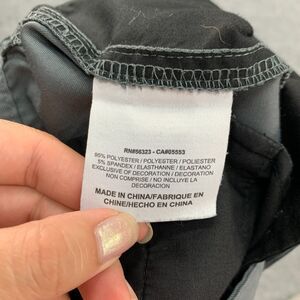 RN#56323 - CA#05553
95% POLYESTER / POLYESTER / POLIESTER
5% SPANDEX / ELASTHANNE / ELASTANO
EXCLUSIVE OF DECORATION / DECORATION
NON COMPRISE / NO INCLUYE LA
DECORACION
MADE IN CHINA/FABRIQUE EN
CHINE/HECHO EN CHINA